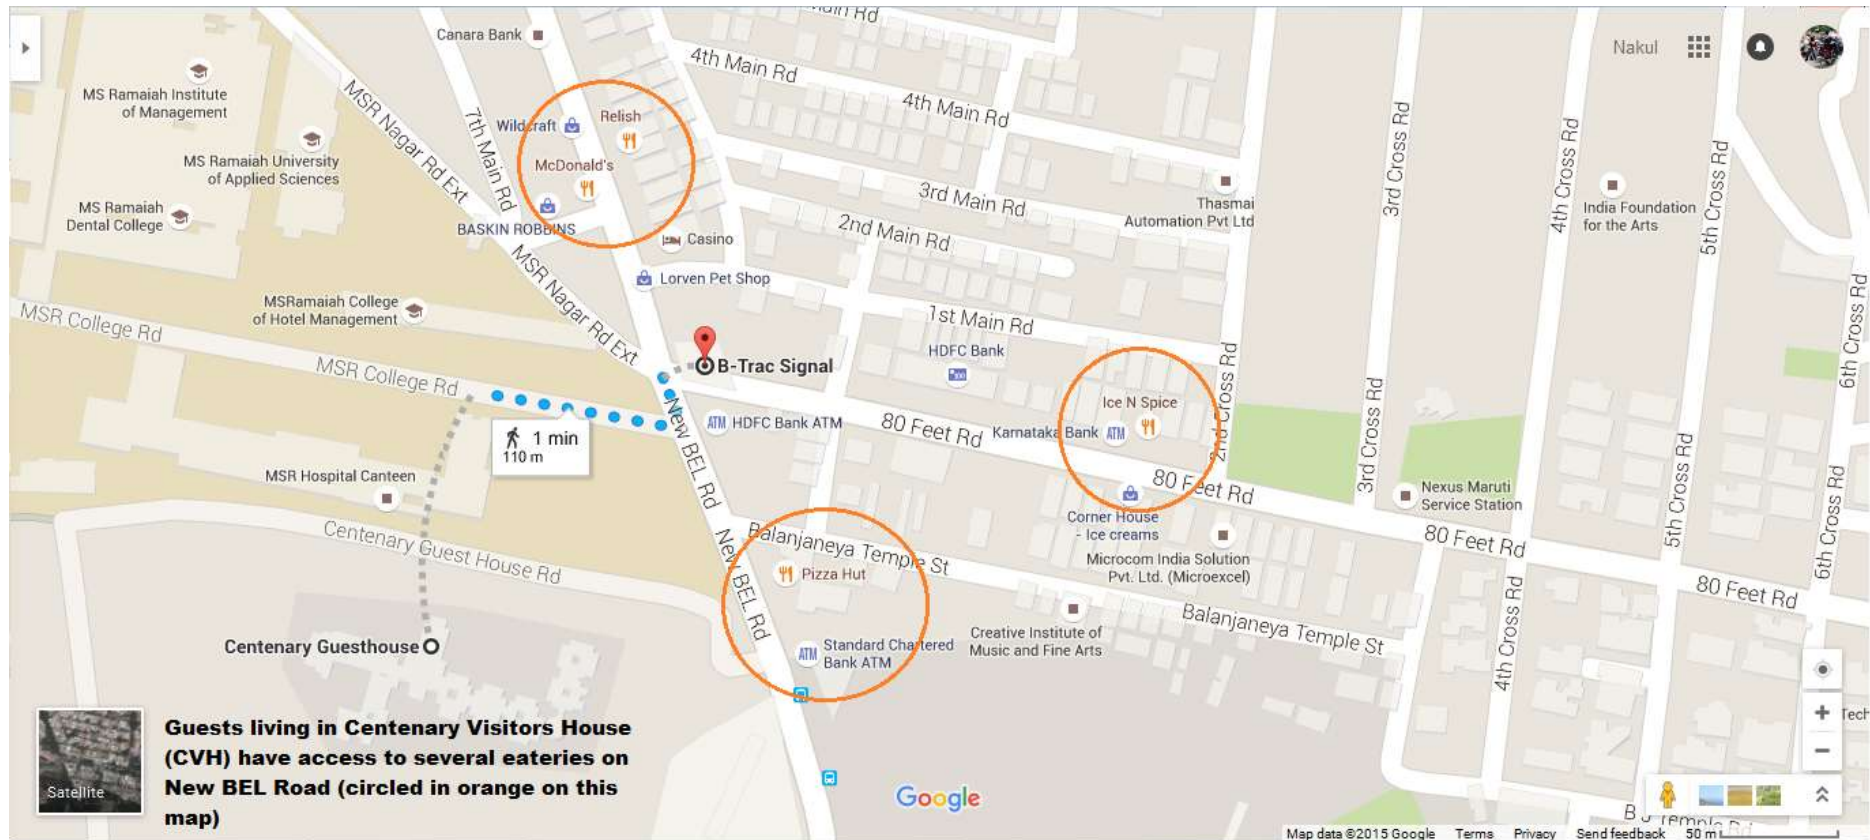 Main Rd
Canara Bank
4th Main Rd
4th Main Rd
Nakul
MS Ramaiah Institute
of Management
MSR Nagar Rd Ext
7th Main Rd
Wildcraft
Relish
McDonald's
MS Ramaiah University
of Applied Sciences
MS Ramaiah
Dental College
BASKIN ROBBINS
Casino
3rd Main Rd
2nd Main Rd
Thasmai
Automation Pvt Ltd
3rd Cross Rd
4th Cross Rd
India Foundation
for the Arts
5th Cross Rd
6th Cross Rd
MSR Nagar Rd Ext
Lorven Pet Shop
MSRamaiah College
of Hotel Management
MSR College Rd
1st Main Rd
HDFC Bank
B-Trac Signal
MSR College Rd
2nd Cross Rd
3rd Cross Rd
New BEL Rd
ATM HDFC Bank ATM
80 Feet Rd
Ice N Spice
Karnataka Bank ATM
1 min
110 m
MSR Hospital Canteen
80 Feet Rd
Nexus Maruti
Service Station
5th Cross Rd
6th Cross Rd
Corner House
- Ice creams
Centenary Guest House Rd
New BEL Rd
Balanjaneya Temple St
80 Feet Rd
Microcom India Solution
Pvt. Ltd. (Microexcel)
Pizza Hut
80 Feet Rd
4th Cross Rd
Creative Institute of
Music and Fine Arts
Balanjaneya Temple St
Centenary Guesthouse
ATM Standard Chartered
Bank ATM
Guests living in Centenary Visitors House
(CVH) have access to several eateries on
New BEL Road (circled in orange on this
map)
Satellite
Google
Tech
+
−
Map data ©2015 Google Terms Privacy Send feedback 50 m